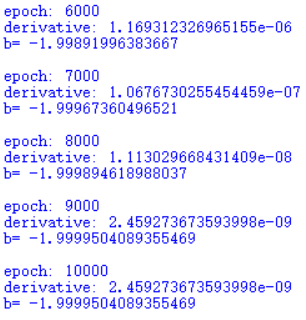 epoch: 6000
derivative: 1.169312326965155e-06
b= -1.99891996383667
epoch: 7000
derivative: 1.0676730255454459e-07
b= -1.99967360496521
epoch: 8000
derivative: 1.113029668431409e-08
b= -1.999894618988037
epoch: 9000
derivative: 2.459273673593998e-09
b= -1.9999504089355469
epoch: 10000
derivative: 2.459273673593998e-09
b= -1.9999504089355469